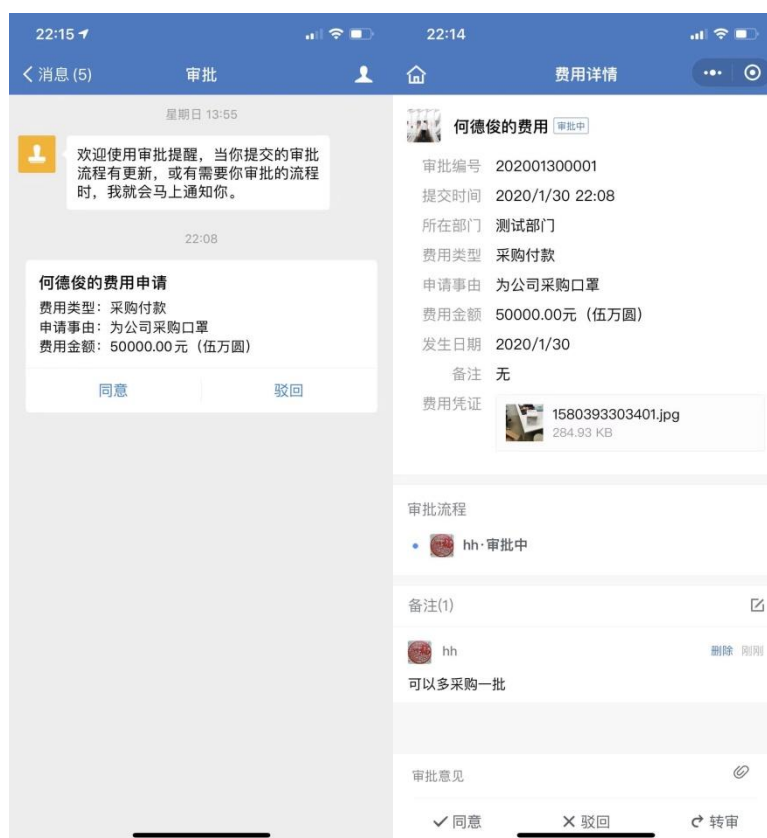 22:15
消息 (5)
审批
星期日 13:55
欢迎使用审批提醒，当你提交的审批
流程有更新，或有需要你审批的流程
时，我就会马上通知你。
22:08
何德俊的费用申请
费用类型：采购付款
申请事由：为公司采购口罩
费用金额：50000.00元（伍万圆）
同意
驳回
22:14
费用详情
何德俊的费用 审批中
审批编号 202001300001
提交时间 2020/1/30 22:08
所在部门 测试部门
费用类型 采购付款
申请事由 为公司采购口罩
费用金额 50000.00元（伍万圆）
发生日期 2020/1/30
备注 无
费用凭证
1580393303401.jpg
284.93 KB
审批流程
hh·审批中
备注(1)
hh
删除 刚刚
可以多采购一批
审批意见
同意
驳回
转审